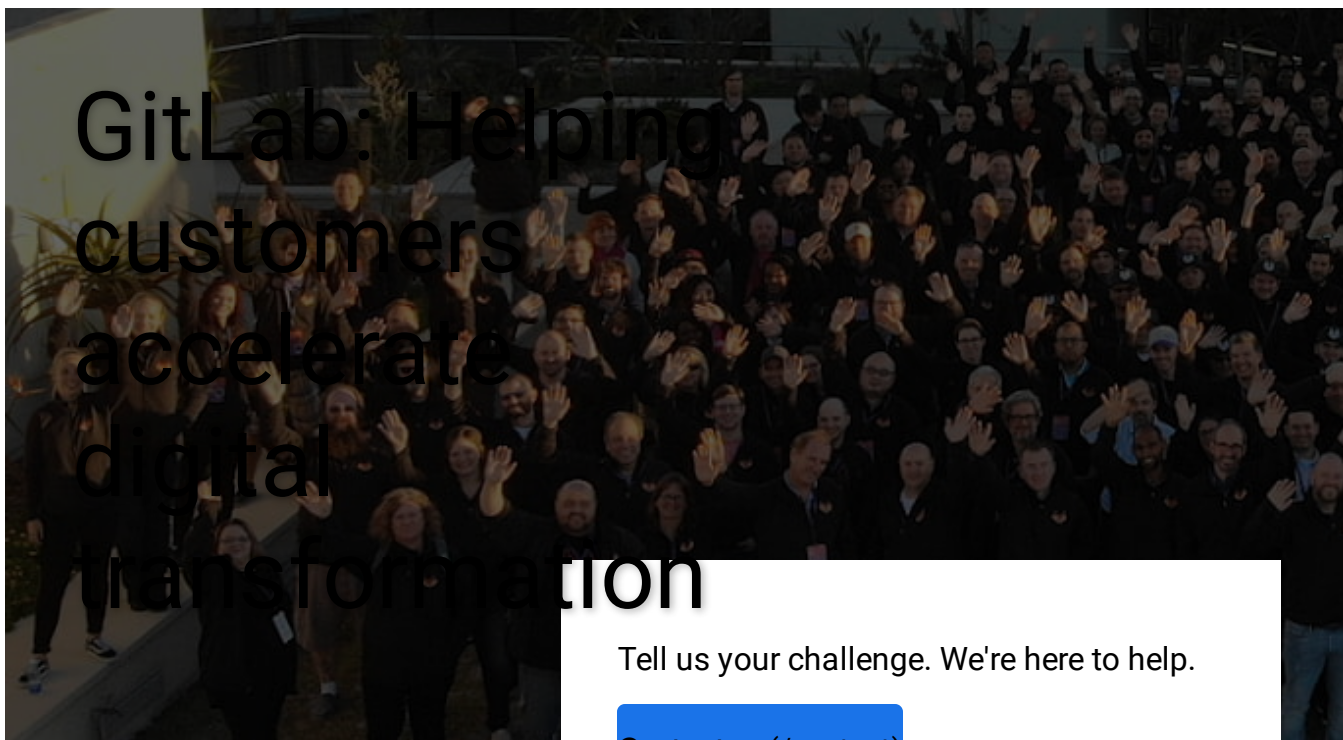 GitLab: Helping
customers
accelerate
digital
transformation
Tell us your challenge. We're here to help.